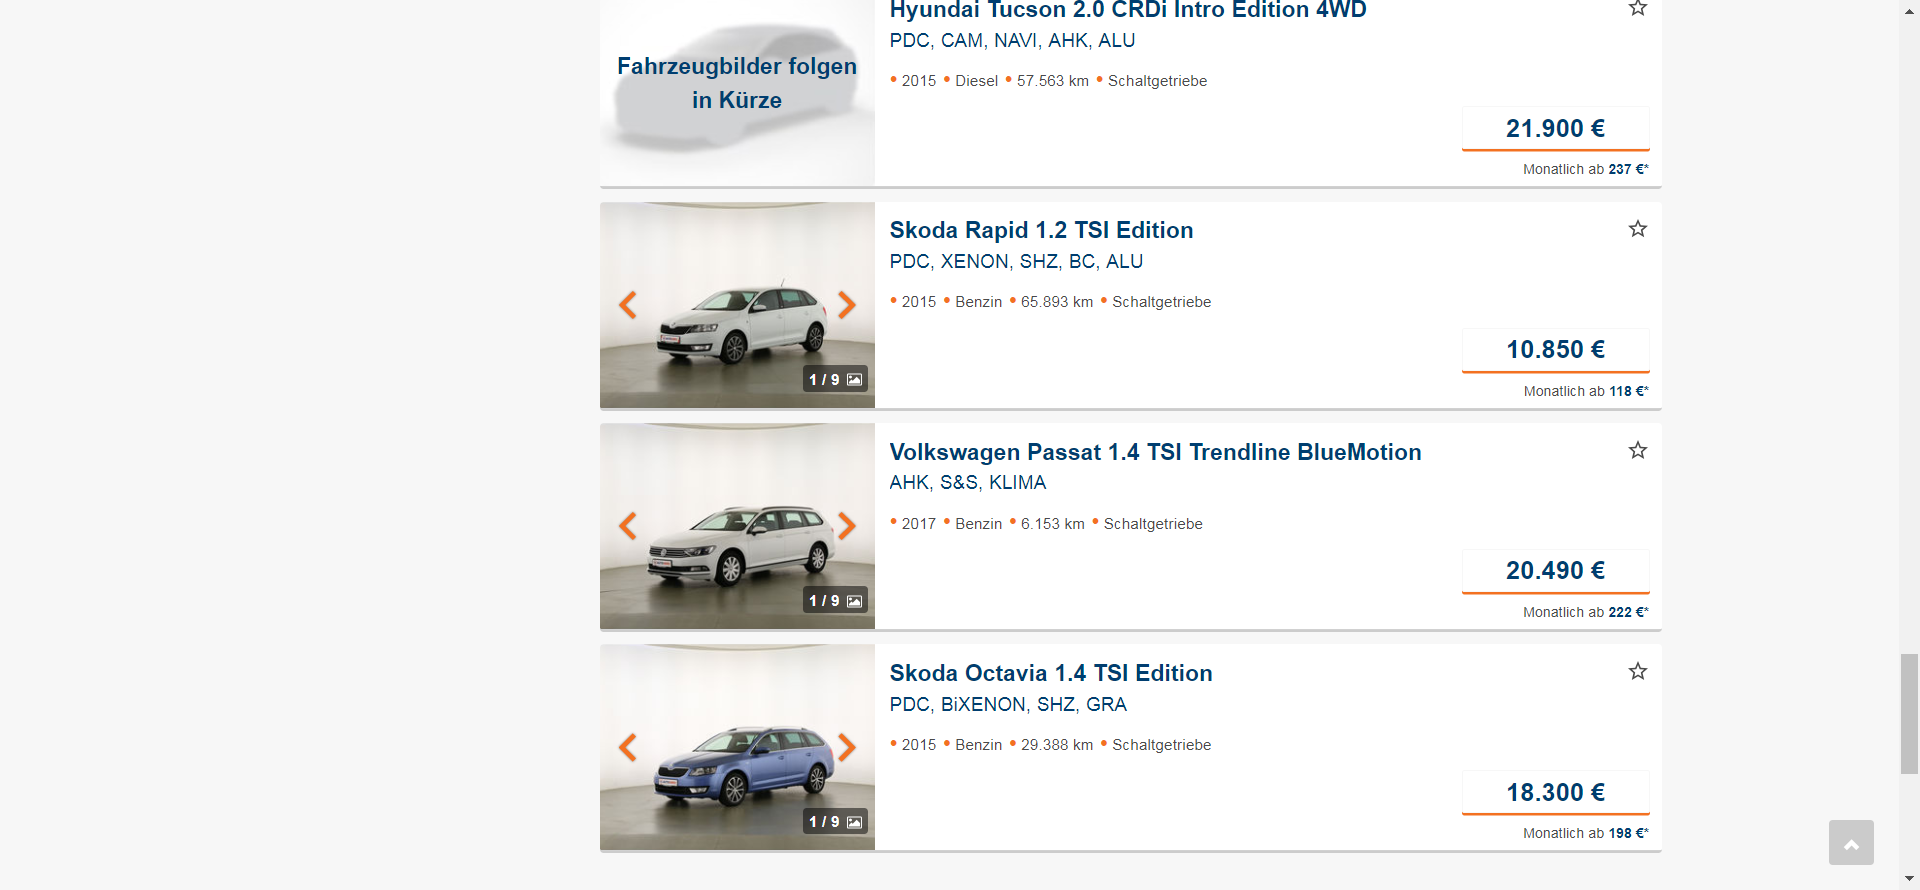 Hyundai Tucson 2.0 CRDi Intro Edition 4WD
PDC, CAM, NAVI, AHK, ALU
Fahrzeugbilder folgen
in Kürze
• 2015 • Diesel • 57.563 km • Schaltgetriebe
21.900 €
Monatlich ab 237 €*
Skoda Rapid 1.2 TSI Edition
PDC, XENON, SHZ, BC, ALU
• 2015 • Benzin • 65.893 km • Schaltgetriebe
1 / 9
10.850 €
Monatlich ab 118 €*
Volkswagen Passat 1.4 TSI Trendline BlueMotion
AHK, S&S, KLIMA
• 2017 • Benzin • 6.153 km • Schaltgetriebe
1 / 9
20.490 €
Monatlich ab 222 €*
Skoda Octavia 1.4 TSI Edition
PDC, BiXENON, SHZ, GRA
• 2015 • Benzin • 29.388 km • Schaltgetriebe
1 / 9
18.300 €
Monatlich ab 198 €*